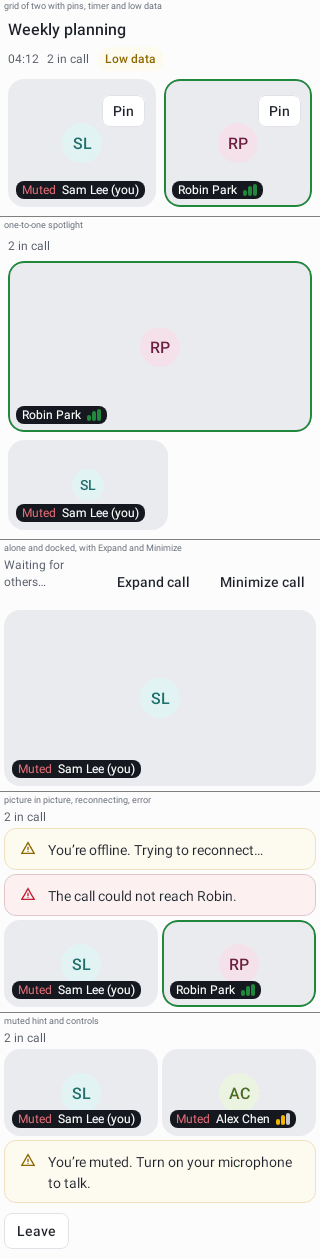 grid of two with pins, timer and low data
Weekly planning
04:12 2 in call Low data
Pin
Pin
SL
RP
Muted Sam Lee (you)
Robin Park
one-to-one spotlight
2 in call
RP
Robin Park
SL
Muted Sam Lee (you)
alone and docked, with Expand and Minimize
Waiting for
others…
Expand call
Minimize call
SL
Muted Sam Lee (you)
picture in picture, reconnecting, error
2 in call
You’re offline. Trying to reconnect…
The call could not reach Robin.
SL
RP
Muted Sam Lee (you)
Robin Park
muted hint and controls
2 in call
SL
AC
Muted Sam Lee (you)
Muted Alex Chen
You’re muted. Turn on your microphone
to talk.
Leave